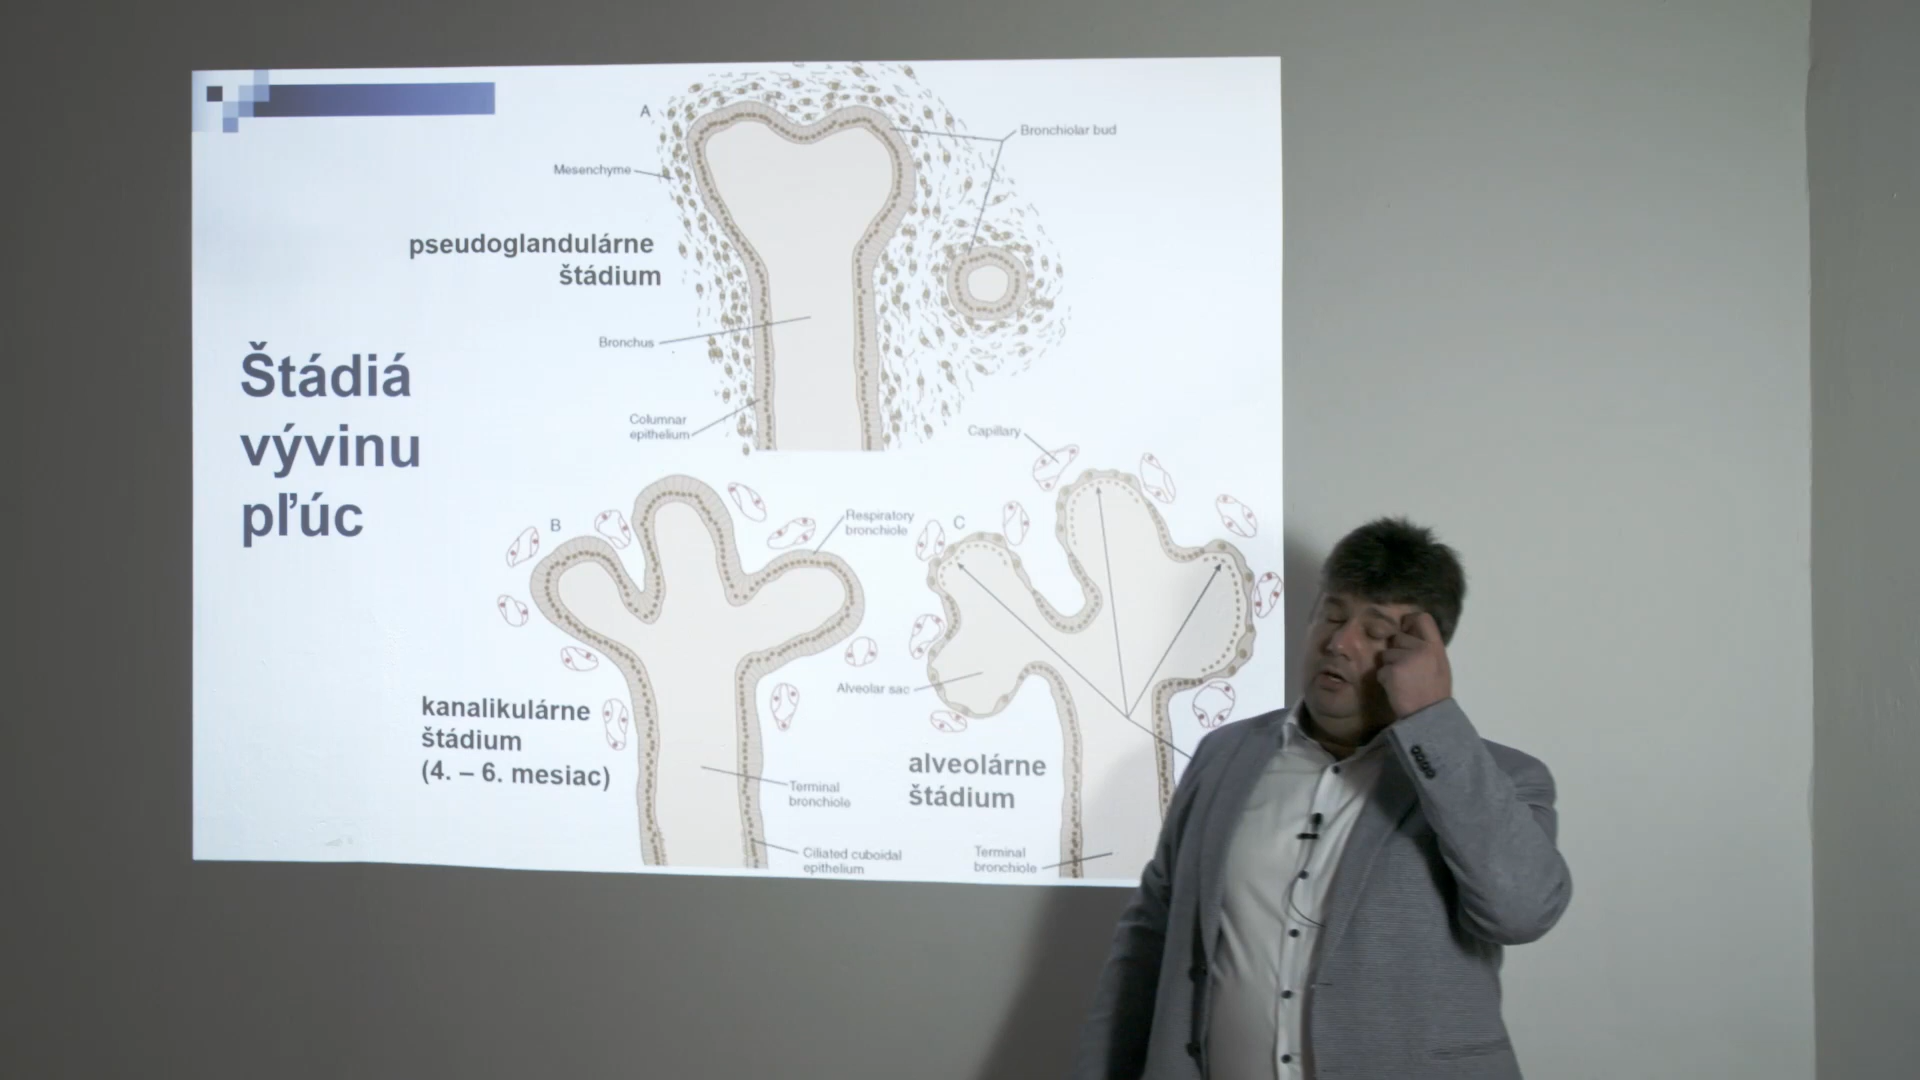 A
Bronchiolar bud
Mesenchyme
pseudoglandulárne
štádium
Bronchus
Štádiá
vývinu
pľúc
Columnar
epithelium
Capillary
B
Respiratory
bronchiole
C
Alveolar sac
kanalikulárne
štádium
(4. – 6. mesiac)
alveolárne
štádium
Terminal
bronchiole
Ciliated cuboidal
epithelium
Terminal
bronchiole